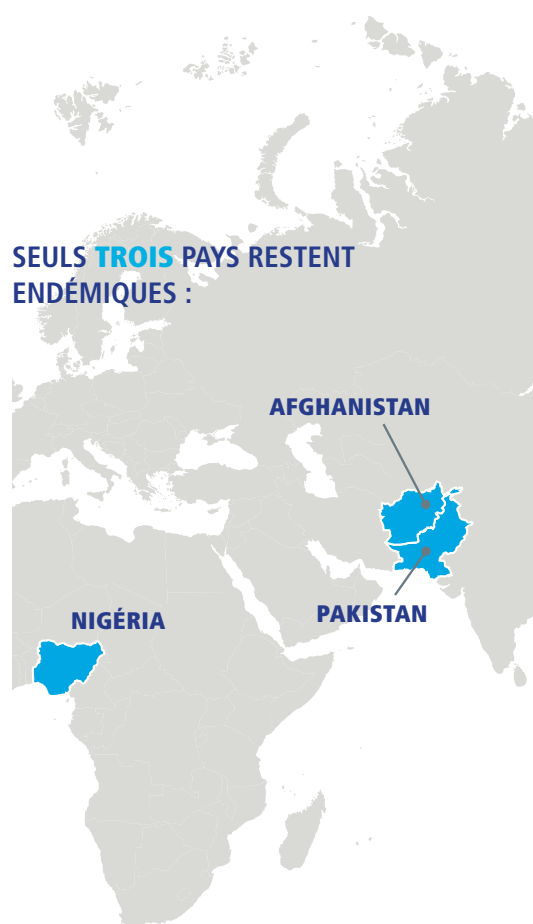 SEULS TROIS PAYS RESTENT
ENDÉMIQUES :
AFGHANISTAN
PAKISTAN
NIGÉRIA